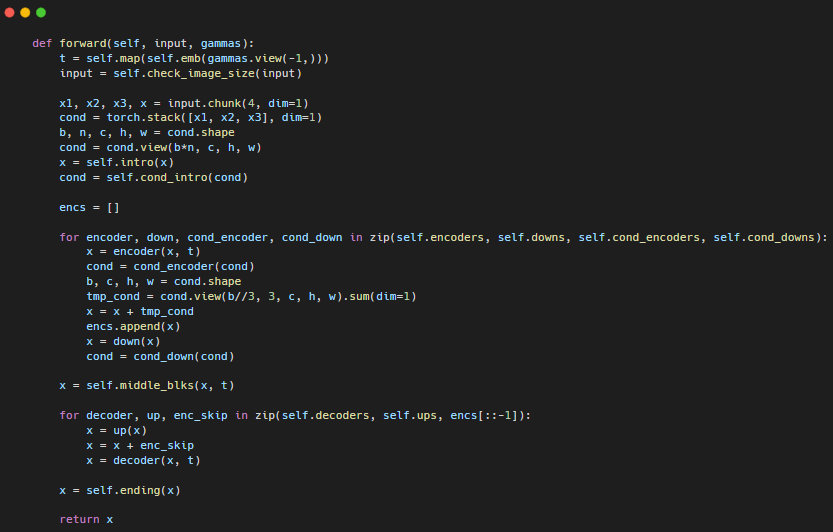 def forward(self, input, gammas):
    t = self.map(self.emb(gammas.view(-1,)))
    input = self.check_image_size(input)

    x1, x2, x3, x = input.chunk(4, dim=1)
    cond = torch.stack([x1, x2, x3], dim=1)
    b, n, c, h, w = cond.shape
    cond = cond.view(b*n, c, h, w)
    x = self.intro(x)
    cond = self.cond_intro(cond)

    encs = []

    for encoder, down, cond_encoder, cond_down in zip(self.encoders, self.downs, self.cond_encoders, self.cond_downs):
        x = encoder(x, t)
        cond = cond_encoder(cond)
        b, c, h, w = cond.shape
        tmp_cond = cond.view(b//3, 3, c, h, w).sum(dim=1)
        x = x + tmp_cond
        encs.append(x)
        x = down(x)
        cond = cond_down(cond)

    x = self.middle_blks(x, t)

    for decoder, up, enc_skip in zip(self.decoders, self.ups, encs[::-1]):
        x = up(x)
        x = x + enc_skip
        x = decoder(x, t)

    x = self.ending(x)

    return x